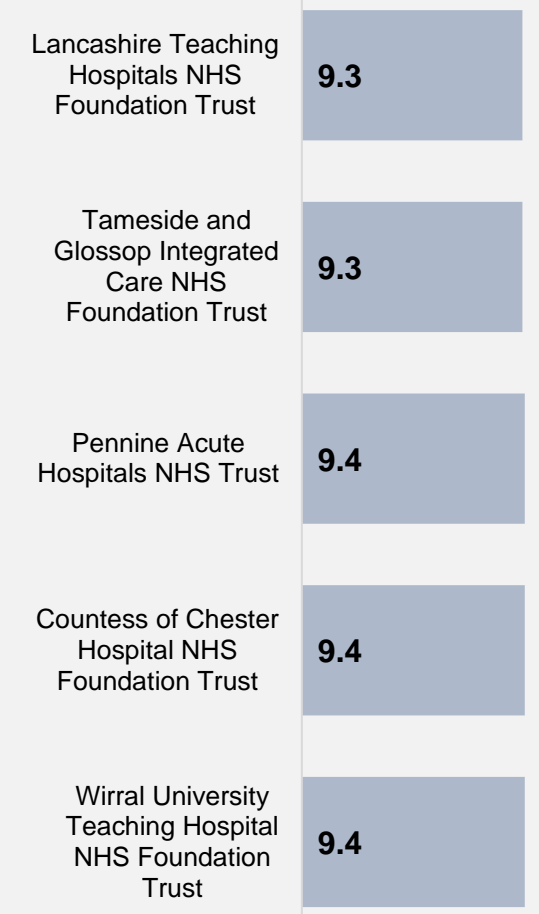 Lancashire Teaching
Hospitals NHS
Foundation Trust
9.3
Tameside and
Glossop Integrated
Care NHS
Foundation Trust
9.3
Pennine Acute
Hospitals NHS Trust
9.4
Countess of Chester
Hospital NHS
Foundation Trust
9.4
Wirral University
Teaching Hospital
NHS Foundation
Trust
9.4